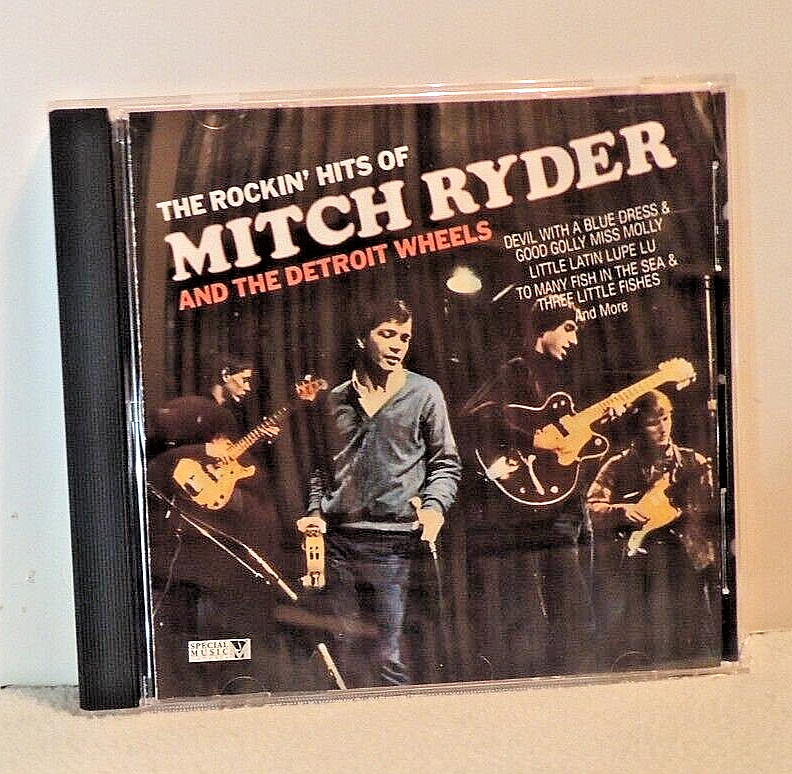 THE ROCKIN' HITS OF
MITCH RYDER
AND THE DETROIT WHEELS
DEVIL WITH A BLUE DRESS &
GOOD GOLLY MISS MOLLY
LITTLE LATIN LUPE LU
TO MANY FISH IN THE SEA &
THREE LITTLE FISHES
And More
SPECIAL
MUSIC